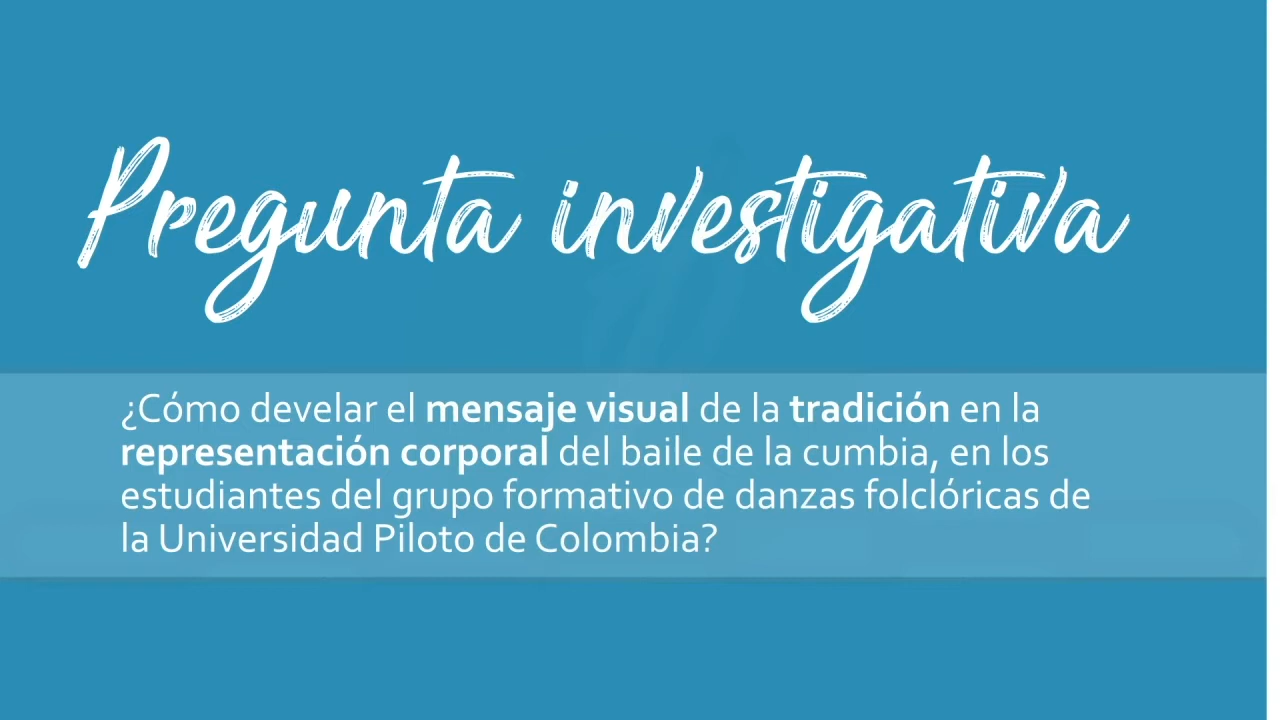 Pregunta investigativa
¿Cómo develar el mensaje visual de la tradición en la
representación corporal del baile de la cumbia, en los
estudiantes del grupo formativo de danzas folclóricas de
la Universidad Piloto de Colombia?